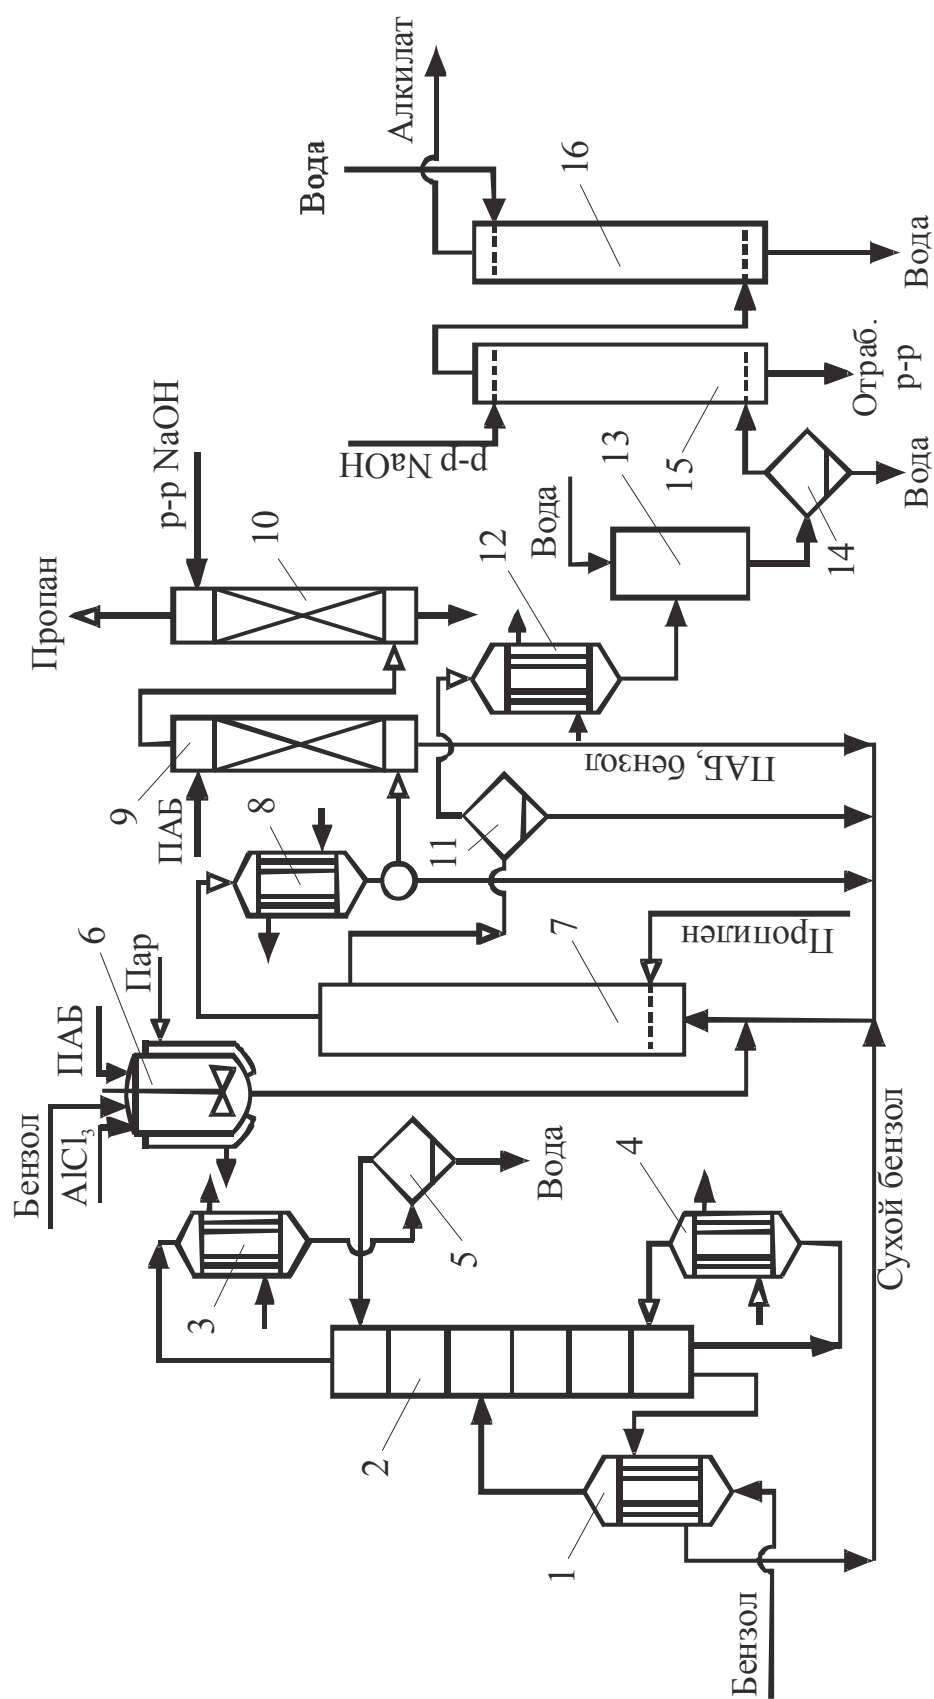 Бензол
1
2
3
4
5
Вода
Сухой бензол
Бензол
AlCl3
ПАБ
6
Пар
7
Пропилен
8
ПАБ
9
10
Пропан
р-р NaOH
11
ПАБ, бензол
12
Вода
13
14
Вода
р-р NaOH
15
Отраб.
р-р
16
Вода
Вода
Алкилат